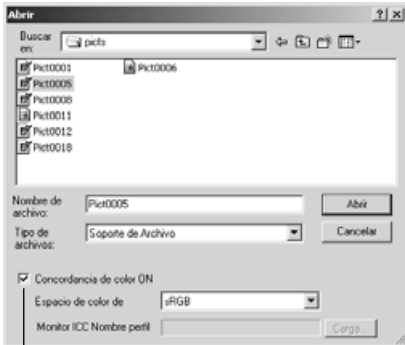 Abrir
Buscar en: picts
Pict0001
Pict0005
Pict0008
Pict0011
Pict0012
Pict0018
Pict0006
Nombre de archivo: Pict0005 Abrir
Tipo de archivos: Soporte de Archivo Cancelar
Concordancia de color ON
Espacio de color de sRGB
Monitor ICC Nombre perfil Carga...